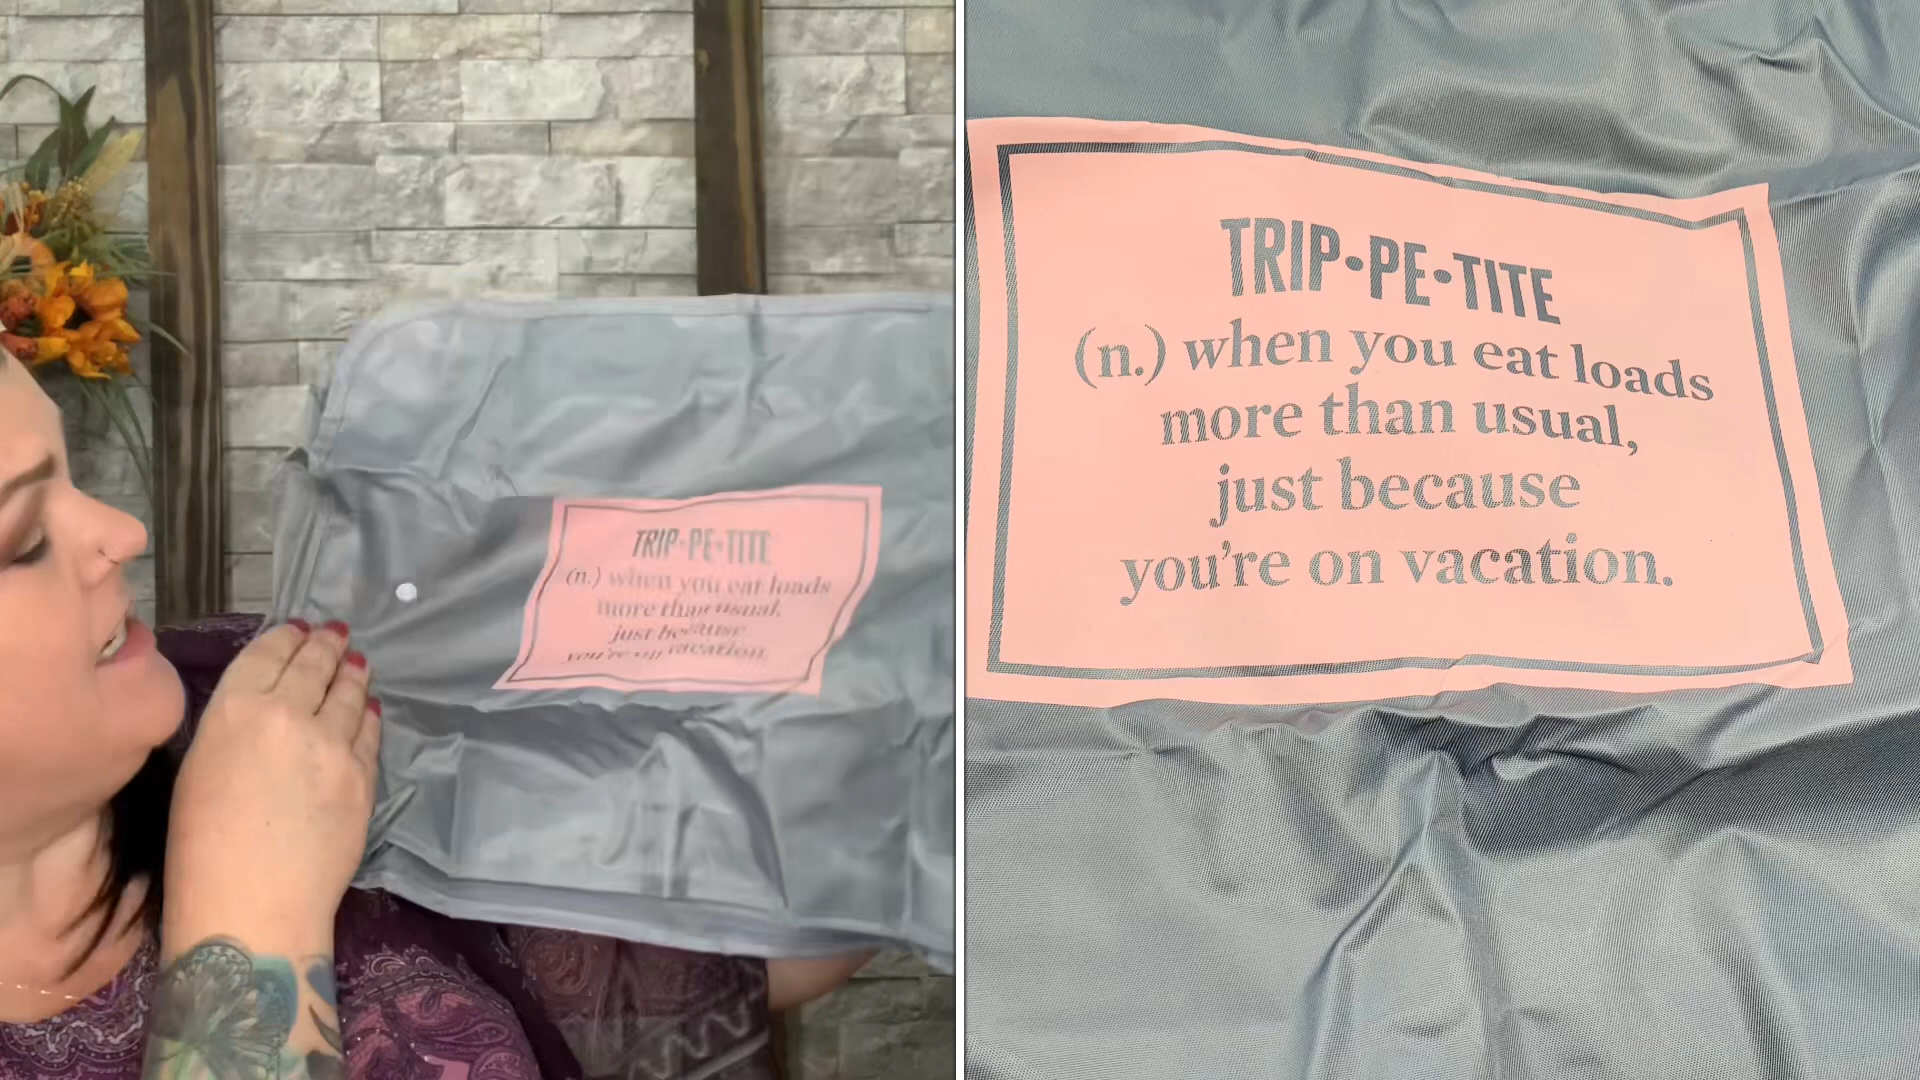 TRIP•PE•TITE
(n.) when you eat loads
more than usual,
just because
you're on vacation.
TRIP•PE•TITE
(n.) when you eat loads
more than usual,
just because
you're on vacation.